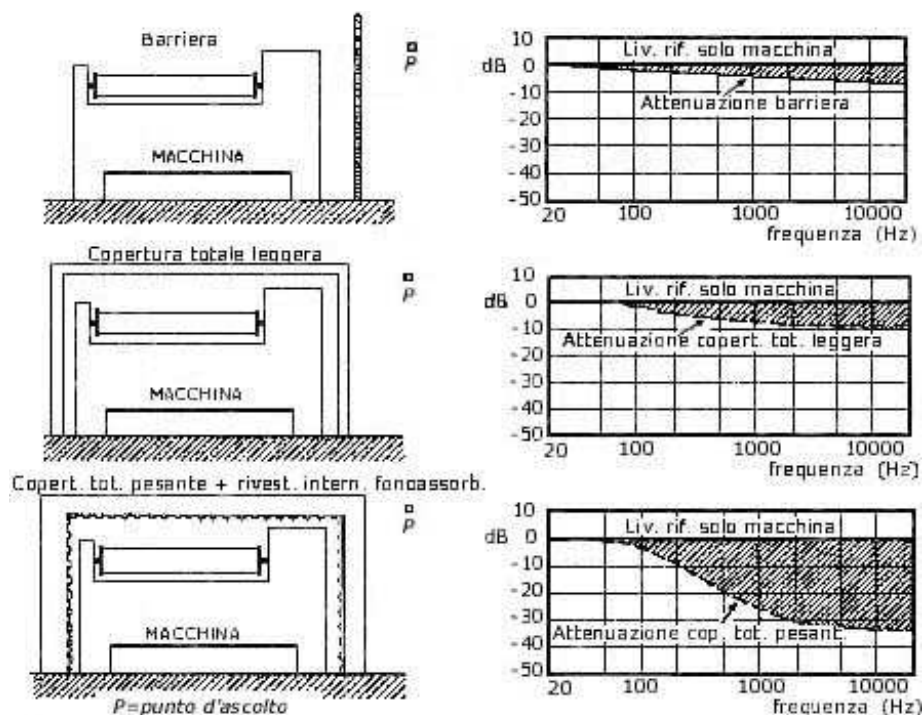 Barriera
P
MACCHINA
10
dB 0
-10
-20
-30
-40
-50
Liv. rif. solo macchina
Attenuazione barriera
20 100 1000 10000
frequenza (Hz)
Copertura totale leggera
P
MACCHINA
10
dB 0
-10
-20
-30
-40
-50
Liv. rif. solo macchina
Attenuazione copert. tot. leggera
20 100 1000 10000
frequenza (Hz)
Copert. tot. pesante + rivest. intern. fonoassorb.
P
MACCHINA
P=punto d'ascolto
10
dB 0
-10
-20
-30
-40
-50
Liv. rif. solo macchina
Attenuazione cop. tot. pesant.
20 100 1000 10000
frequenza (Hz)